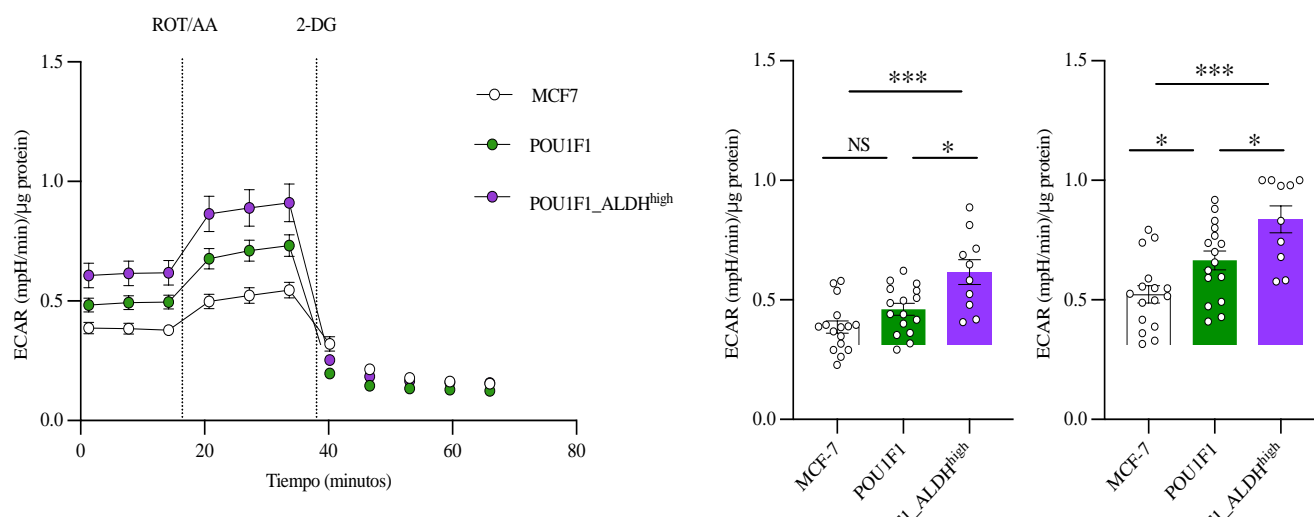 ROT/AA 2-DG
ECAR (mpH/min)/µg protein)
1.5
1.0
0.5
0.0
0 20 40 60 80
Tiempo (minutos)
MCF7
POU1F1
POU1F1_ALDHhigh
ECAR (mpH/min)/µg protein)
1.5
1.0
0.5
0.0
***
NS *
MCF-7
POU1F1
1_ALDHhigh
ECAR (mpH/min)/µg protein)
1.5
1.0
0.5
0.0
***
* *
MCF-7
POU1F1
1_ALDHhigh